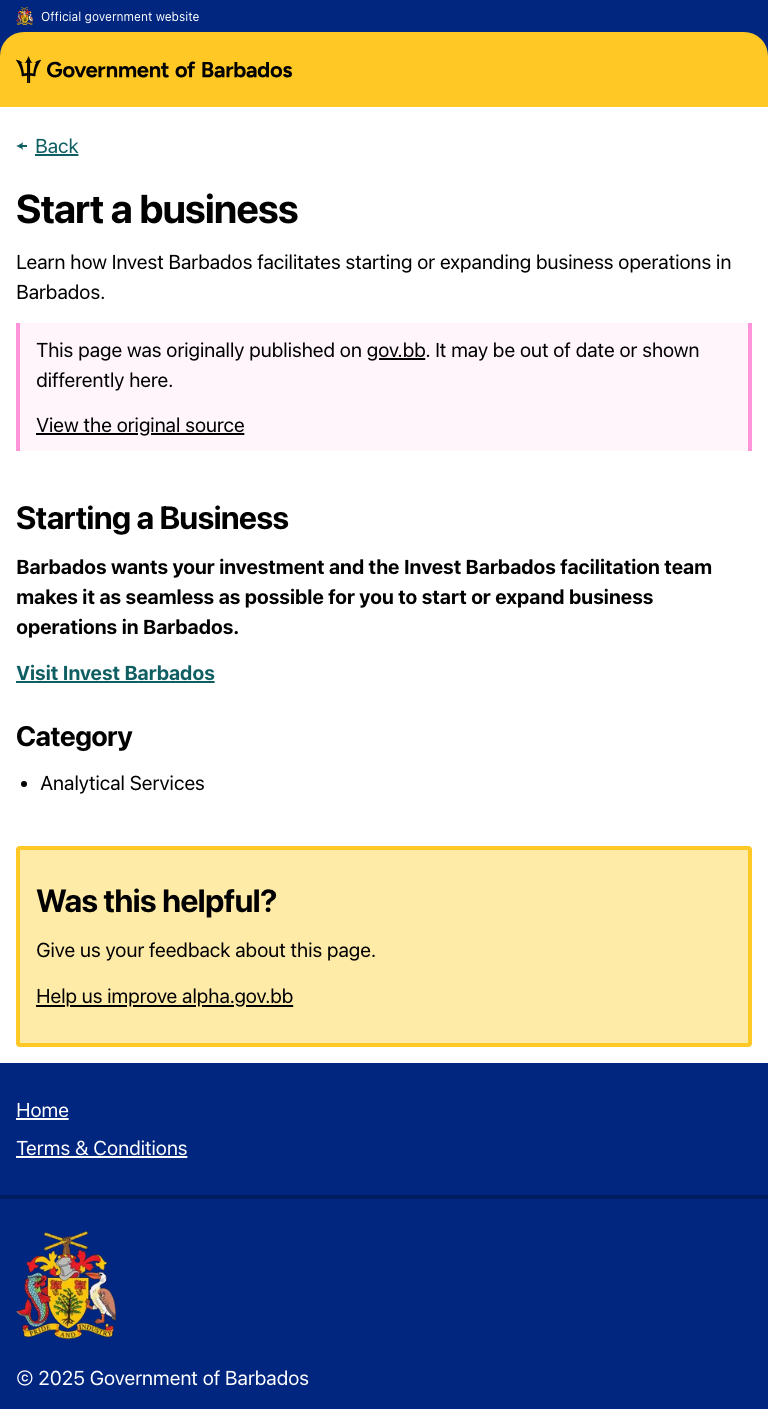 Official government website
Government of Barbados
Back
Start a business
Learn how Invest Barbados facilitates starting or expanding business operations in
Barbados.
This page was originally published on gov.bb. It may be out of date or shown
differently here.
View the original source
Starting a Business
Barbados wants your investment and the Invest Barbados facilitation team
makes it as seamless as possible for you to start or expand business
operations in Barbados.
Visit Invest Barbados
Category
• Analytical Services
Was this helpful?
Give us your feedback about this page.
Help us improve alpha.gov.bb
Home
Terms & Conditions
PRIDE AND INDUSTRY
© 2025 Government of Barbados